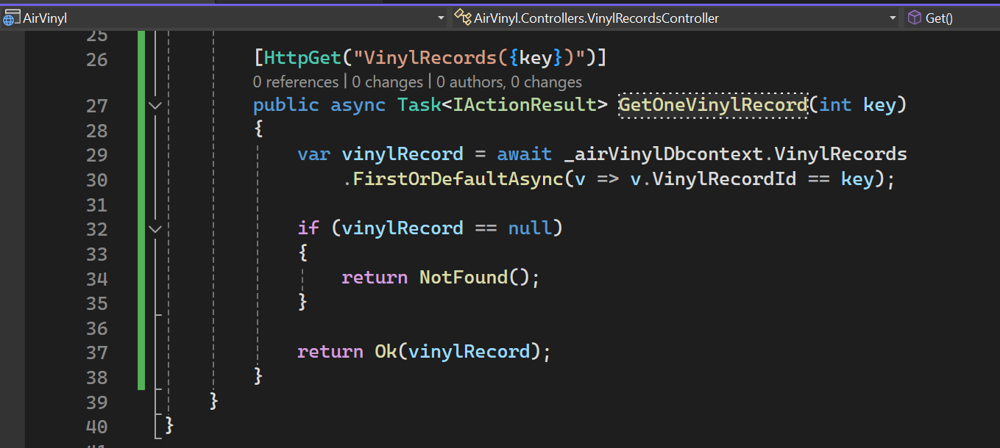 AirVinyl AirVinyl.Controllers.VinylRecordsController Get()
25
26 [HttpGet("VinylRecords({key})")]
0 references | 0 changes | 0 authors, 0 changes
27 public async Task<IActionResult> GetOneVinylRecord(int key)
28 {
29 var vinylRecord = await _airVinylDbcontext.VinylRecords
30 .FirstOrDefaultAsync(v => v.VinylRecordId == key);
31
32 if (vinylRecord == null)
33 {
34 return NotFound();
35 }
36
37 return Ok(vinylRecord);
38 }
39 }
40 }
41